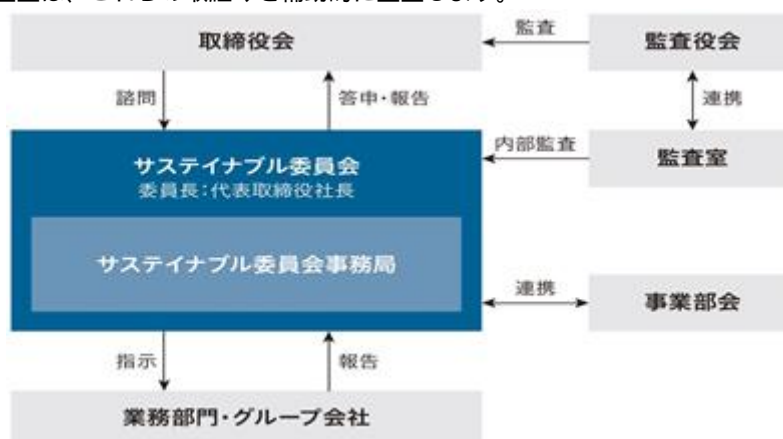 取締役会
監査
監査役会
諮問
答申・報告
連携
サステイナブル委員会
委員長:代表取締役社長
内部監査
監査室
サステイナブル委員会事務局
連携
事業部会
指示
報告
業務部門・グループ会社